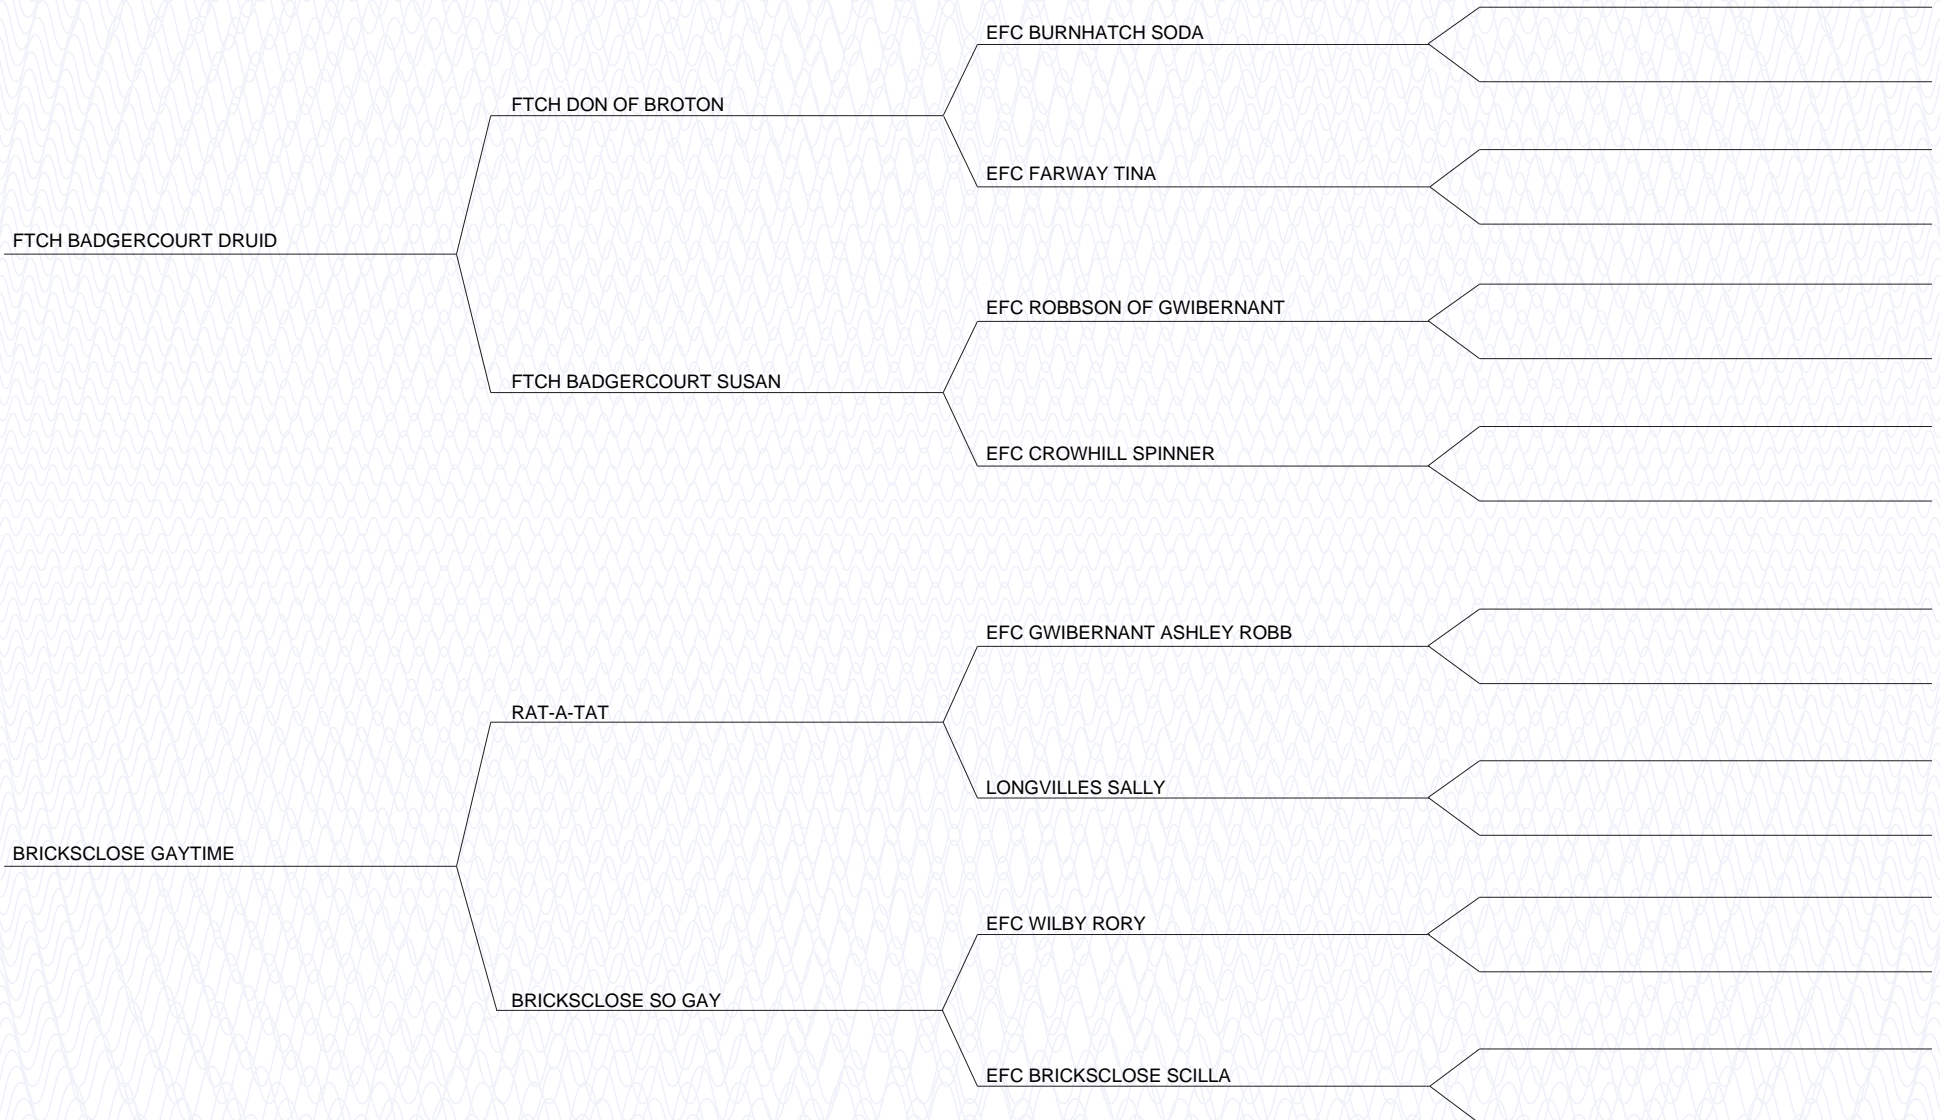 EFC BURNHATCH SODA
FTCH DON OF BROTON
EFC FARWAY TINA
FTCH BADGERCOURT DRUID
EFC ROBBSON OF GWIBERNANT
FTCH BADGERCOURT SUSAN
EFC CROWHILL SPINNER
EFC GWIBERNANT ASHLEY ROBB
RAT-A-TAT
LONGVILLES SALLY
BRICKSCLOSE GAYTIME
EFC WILBY RORY
BRICKSCLOSE SO GAY
EFC BRICKSCLOSE SCILLA